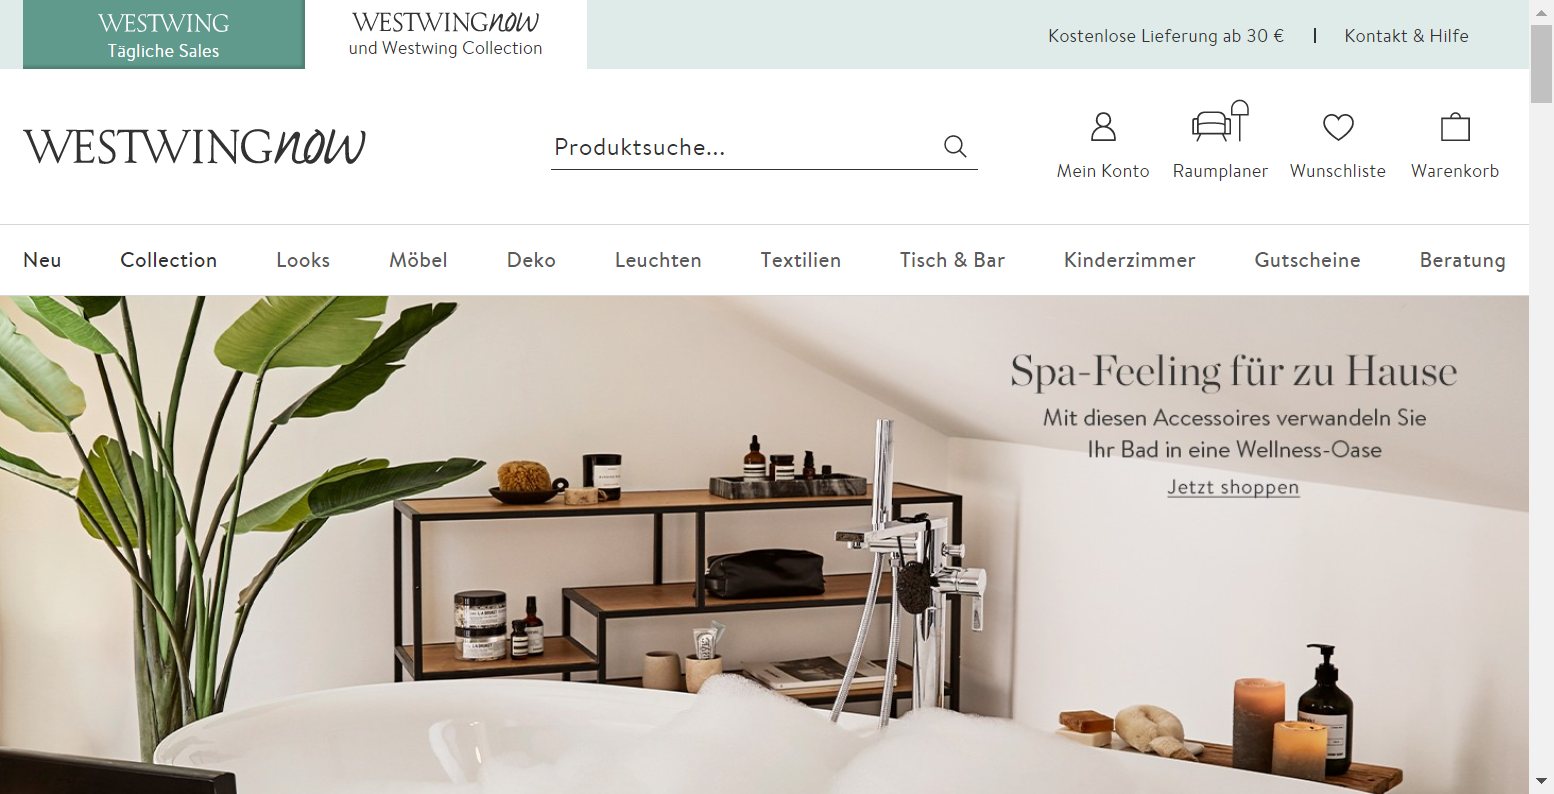 WESTWING
Tägliche Sales
WESTWINGnow
und Westwing Collection
Kostenlose Lieferung ab 30 €
Kontakt & Hilfe
WESTWINGnow
Produktsuche...
Mein Konto
Raumplaner
Wunschliste
Warenkorb
Neu
Collection
Looks
Möbel
Deko
Leuchten
Textilien
Tisch & Bar
Kinderzimmer
Gutscheine
Beratung
Spa-Feeling für zu Hause
Mit diesen Accessoires verwandeln Sie
Ihr Bad in eine Wellness-Oase
Jetzt shoppen